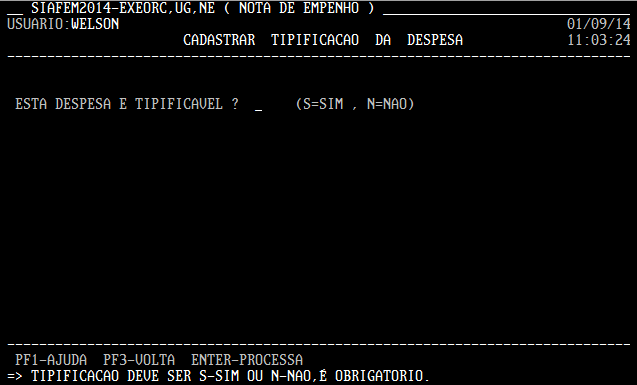 __ SIAFEM2014-EXEORC,UG,NE ( NOTA DE EMPENHO ) _______________________________
USUARIO:WELSON 01/09/14
CADASTRAR TIPIFICACAO DA DESPESA 11:03:24
ESTA DESPESA E TIPIFICAVEL ? _ (S=SIM , N=NAO)
PF1-AJUDA PF3-VOLTA ENTER-PROCESSA
=> TIPIFICACAO DEVE SER S-SIM OU N-NAO,É OBRIGATORIO.